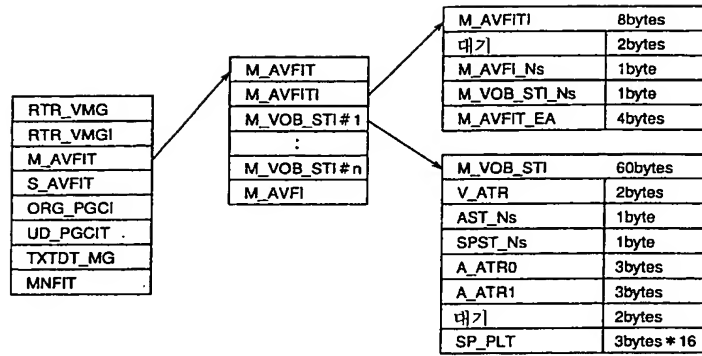 RTR_VMG
RTR_VMGI
M_AVFIT
S_AVFIT
ORG_PGCI
UD_PGCIT
TXTDT_MG
MNFIT
M_AVFIT
M_AVFITI
M_VOB_STI#1
:
M_VOB_STI#n
M_AVFI
M_AVFITI 8bytes
대기 2bytes
M_AVFI_Ns 1byte
M_VOB_STI_Ns 1byte
M_AVFIT_EA 4bytes
M_VOB_STI 60bytes
V_ATR 2bytes
AST_Ns 1byte
SPST_Ns 1byte
A_ATR0 3bytes
A_ATR1 3bytes
대기 2bytes
SP_PLT 3bytes*16